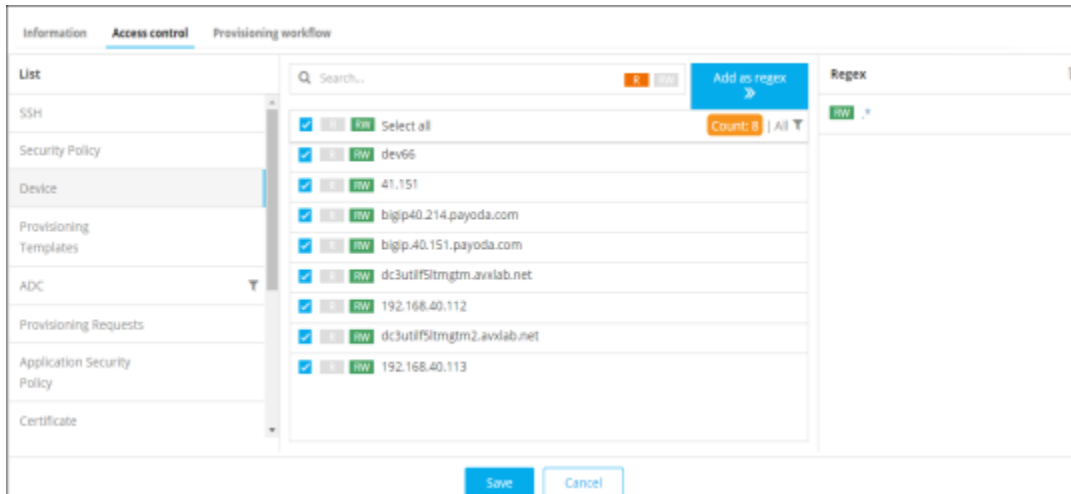 Information Access control Provisioning workflow
List
SSH
Security Policy
Device
Provisioning
Templates
ADC
Provisioning Requests
Application Security
Policy
Certificate
Search... R RW
Add as regex
R RW Select all Count: 8 | All
R RW dev66
R RW 41.151
R RW bigip40.214.payoda.com
R RW bigip.40.151.payoda.com
R RW dc3utilf5ltmgtm.avxlab.net
R RW 192.168.40.112
R RW dc3utilf5ltmgtm2.avxlab.net
R RW 192.168.40.113
Regex
RW .*
Save Cancel